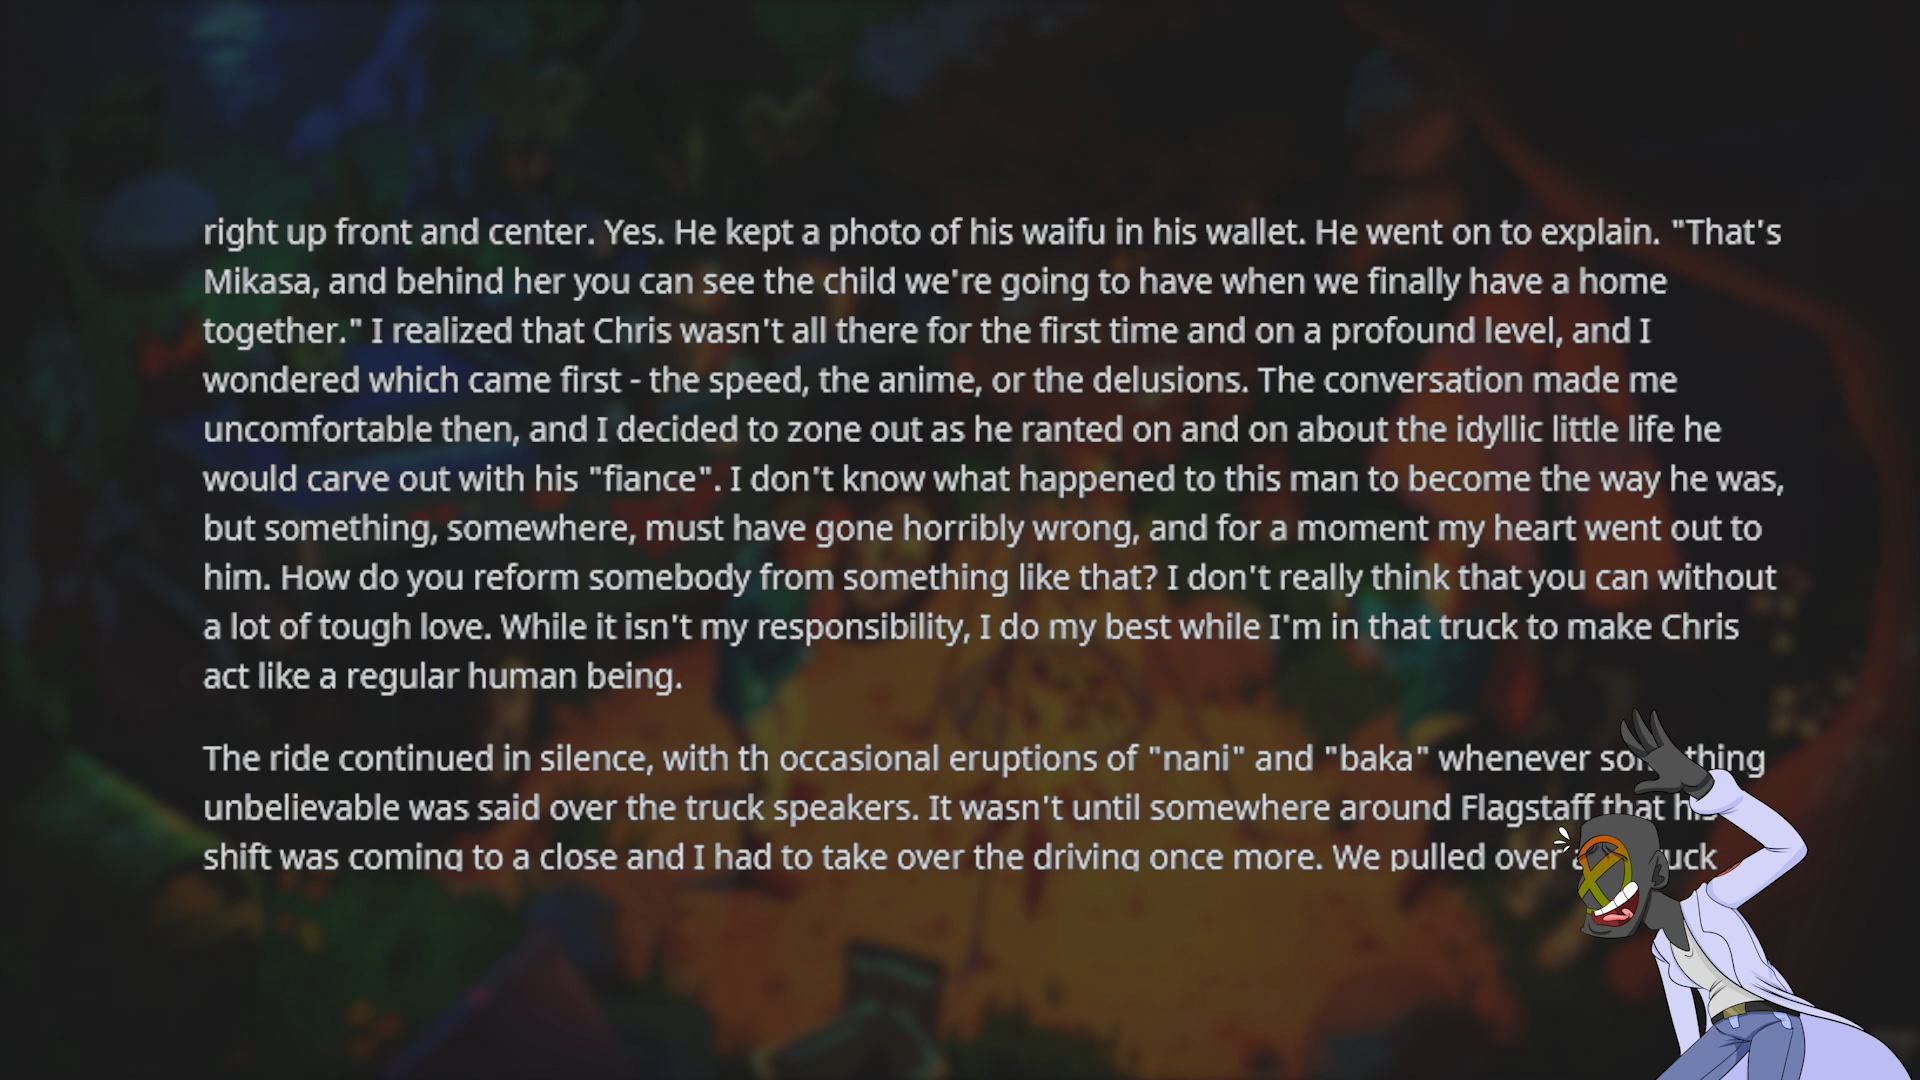 right up front and center. Yes. He kept a photo of his waifu in his wallet. He went on to explain. "That's
Mikasa, and behind her you can see the child we're going to have when we finally have a home
together." I realized that Chris wasn't all there for the first time and on a profound level, and I
wondered which came first - the speed, the anime, or the delusions. The conversation made me
uncomfortable then, and I decided to zone out as he ranted on and on about the idyllic little life he
would carve out with his "fiance". I don't know what happened to this man to become the way he was,
but something, somewhere, must have gone horribly wrong, and for a moment my heart went out to
him. How do you reform somebody from something like that? I don't really think that you can without
a lot of tough love. While it isn't my responsibility, I do my best while I'm in that truck to make Chris
act like a regular human being.
The ride continued in silence, with th occasional eruptions of "nani" and "baka" whenever something
unbelievable was said over the truck speakers. It wasn't until somewhere around Flagstaff that his
shift was coming to a close and I had to take over the driving once more. We pulled over